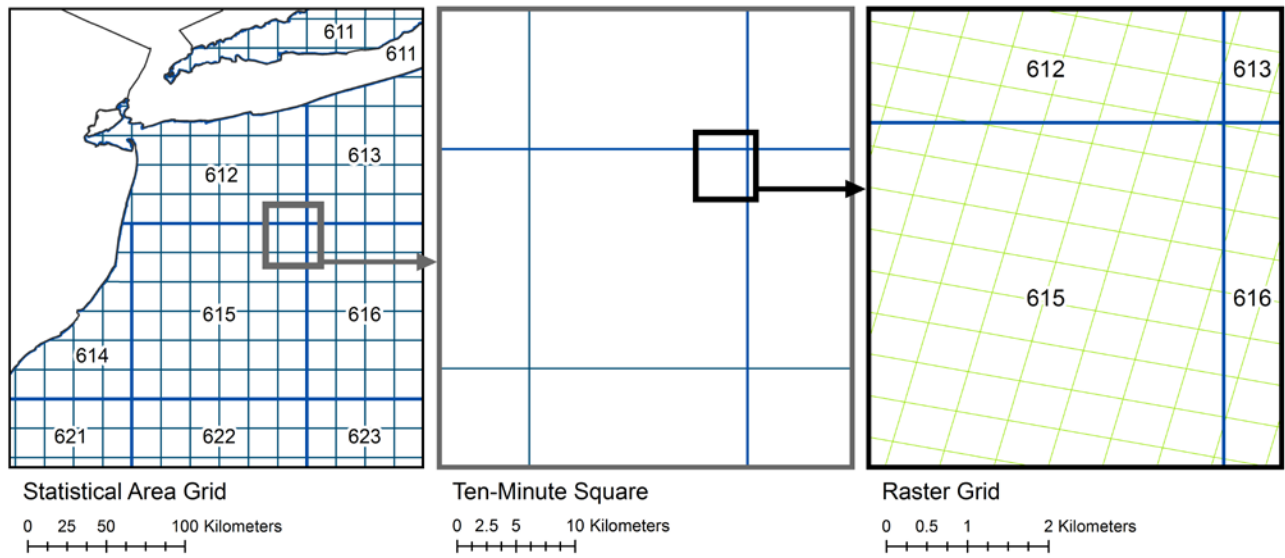 611
611
613
612
615
616
614
621
622
623
612
613
615
616
Statistical Area Grid
0 25 50 100 Kilometers
Ten-Minute Square
0 2.5 5 10 Kilometers
Raster Grid
0 0.5 1 2 Kilometers